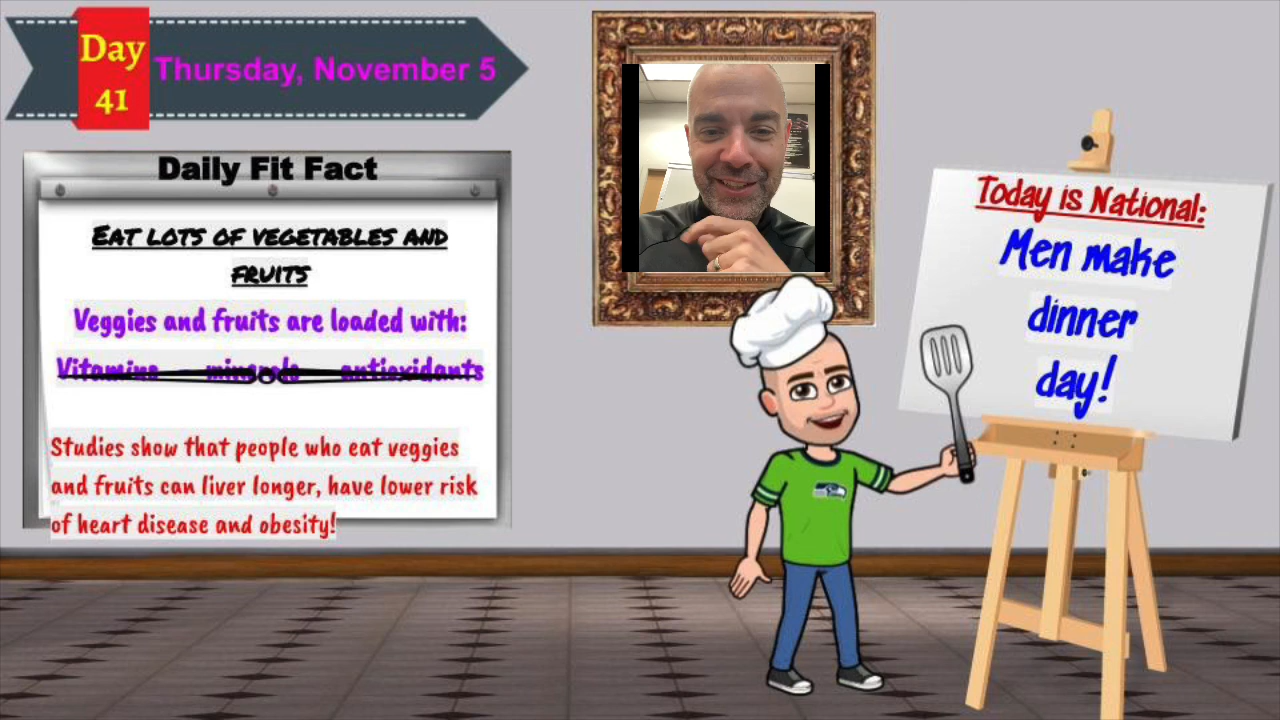 Day
41
Thursday, November 5
Daily Fit Fact
EAT LOTS OF VEGETABLES AND
FRUITS
Veggies and fruits are loaded with:
Vitamins minerals antioxidants
Studies show that people who eat veggies
and fruits can liver longer, have lower risk
of heart disease and obesity!
Today is National:
Men make
dinner
day!